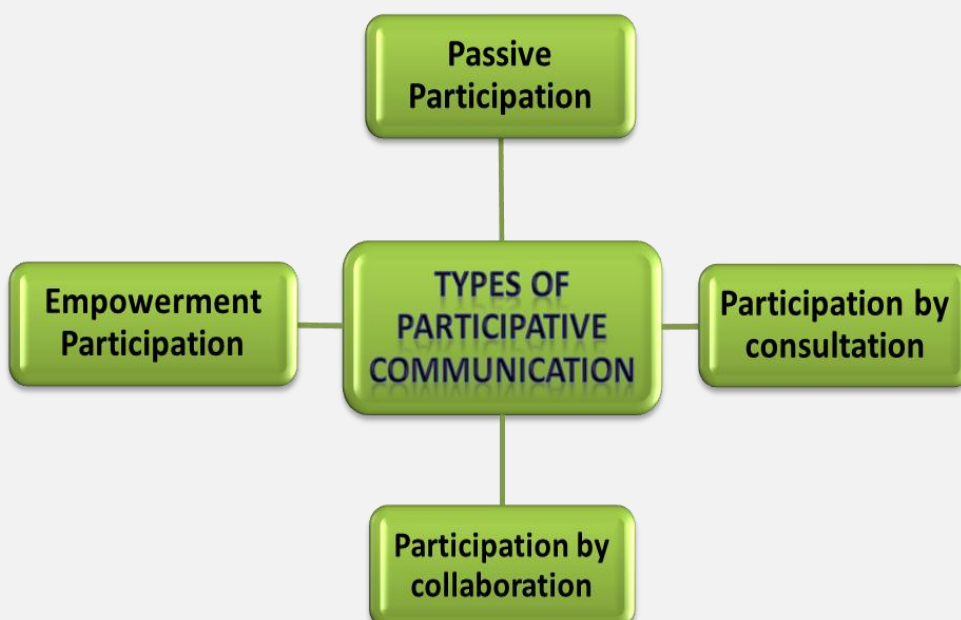 Passive
Participation
Empowerment
Participation
TYPES OF
PARTICIPATIVE
COMMUNICATION
Participation by
consultation
Participation by
collaboration